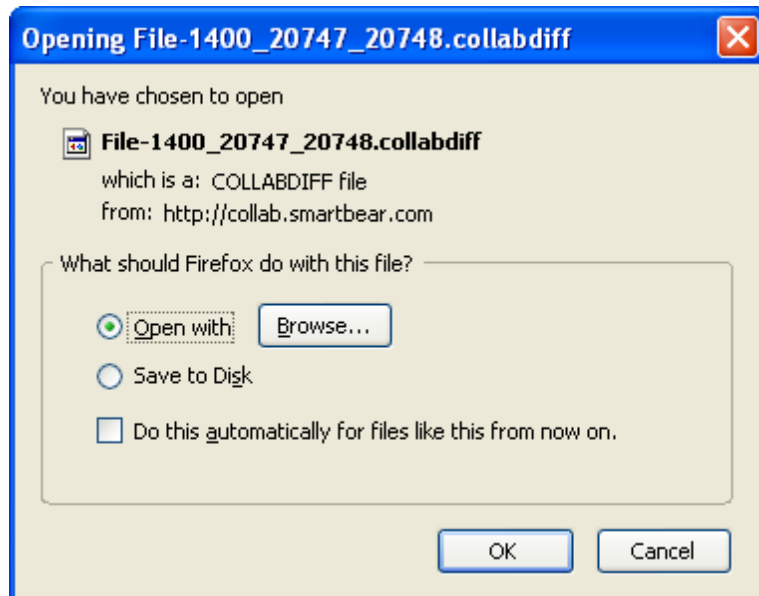 Opening File-1400_20747_20748.collabdiff
You have chosen to open
File-1400_20747_20748.collabdiff
which is a: COLLABDIFF file
from: http://collab.smartbear.com
What should Firefox do with this file?
Open with Browse...
Save to Disk
Do this automatically for files like this from now on.
OK Cancel